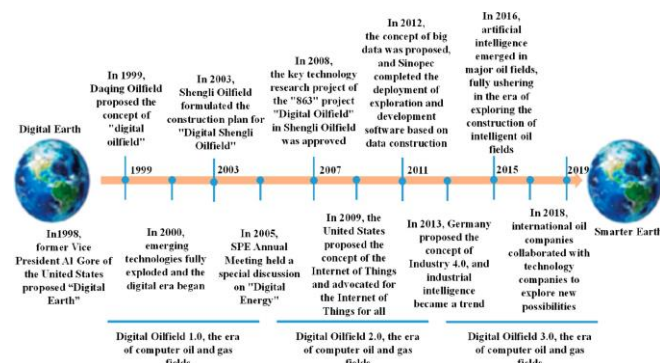 In 1999,
Daqing Oilfield
proposed the
concept of
"digital
oilfield"
In 2003,
Shengli Oilfield
formulated the
construction plan for
"Digital Shengli
Oilfield"
In 2008,
the key technology
research project of
the "863" project
"Digital Oilfield"
in Shengli Oilfield
was approved
In 2012,
the concept of big
data was proposed,
and Sinopec
completed the
deployment of
exploration and
development
software based on
data construction
In 2016,
artificial
intelligence
emerged in
major oil fields,
fully ushering
in the era of
exploring the
construction of
intelligent oil
fields
Digital Earth
1999
2003
2007
2011
2015
2019
Smarter Earth
In1998,
former Vice
President Al Gore of
the United States
proposed “Digital
Earth”
In 2000,
emerging
technologies fully
exploded and the
digital era began
In 2005,
SPE Annual
Meeting held a
special discussion
on "Digital
Energy"
In 2009, the
United States
proposed the
concept of the
Internet of Things
and advocated for
the Internet of
Things for all
In 2013, Germany
proposed the
concept of
Industry 4.0, and
industrial
intelligence
became a trend
In 2018,
international oil
companies
collaborated with
technology
companies to
explore new
possibilities
Digital Oilfield 1.0, the era
of computer oil and gas
fields
Digital Oilfield 2.0, the era
of computer oil and gas
fields
Digital Oilfield 3.0, the era
of computer oil and gas
fields